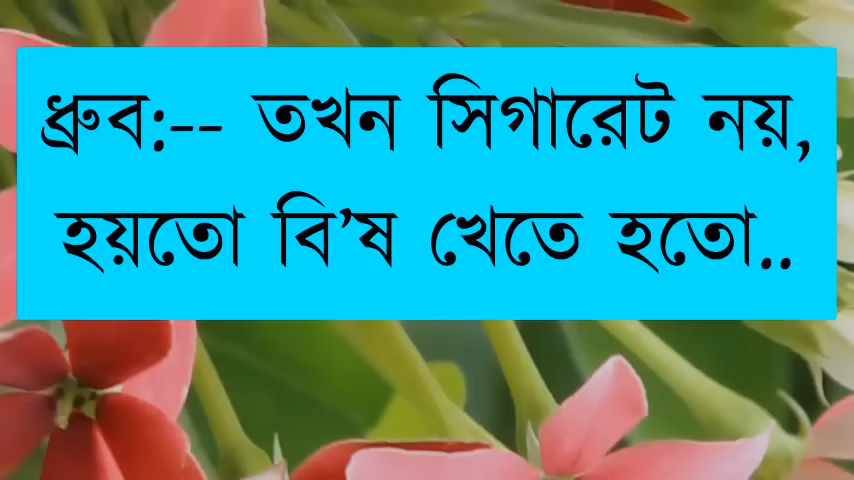 ধ্রুব:-- তখন সিগারেট নয়,
হয়তো বি’ষ খেতে হতো..